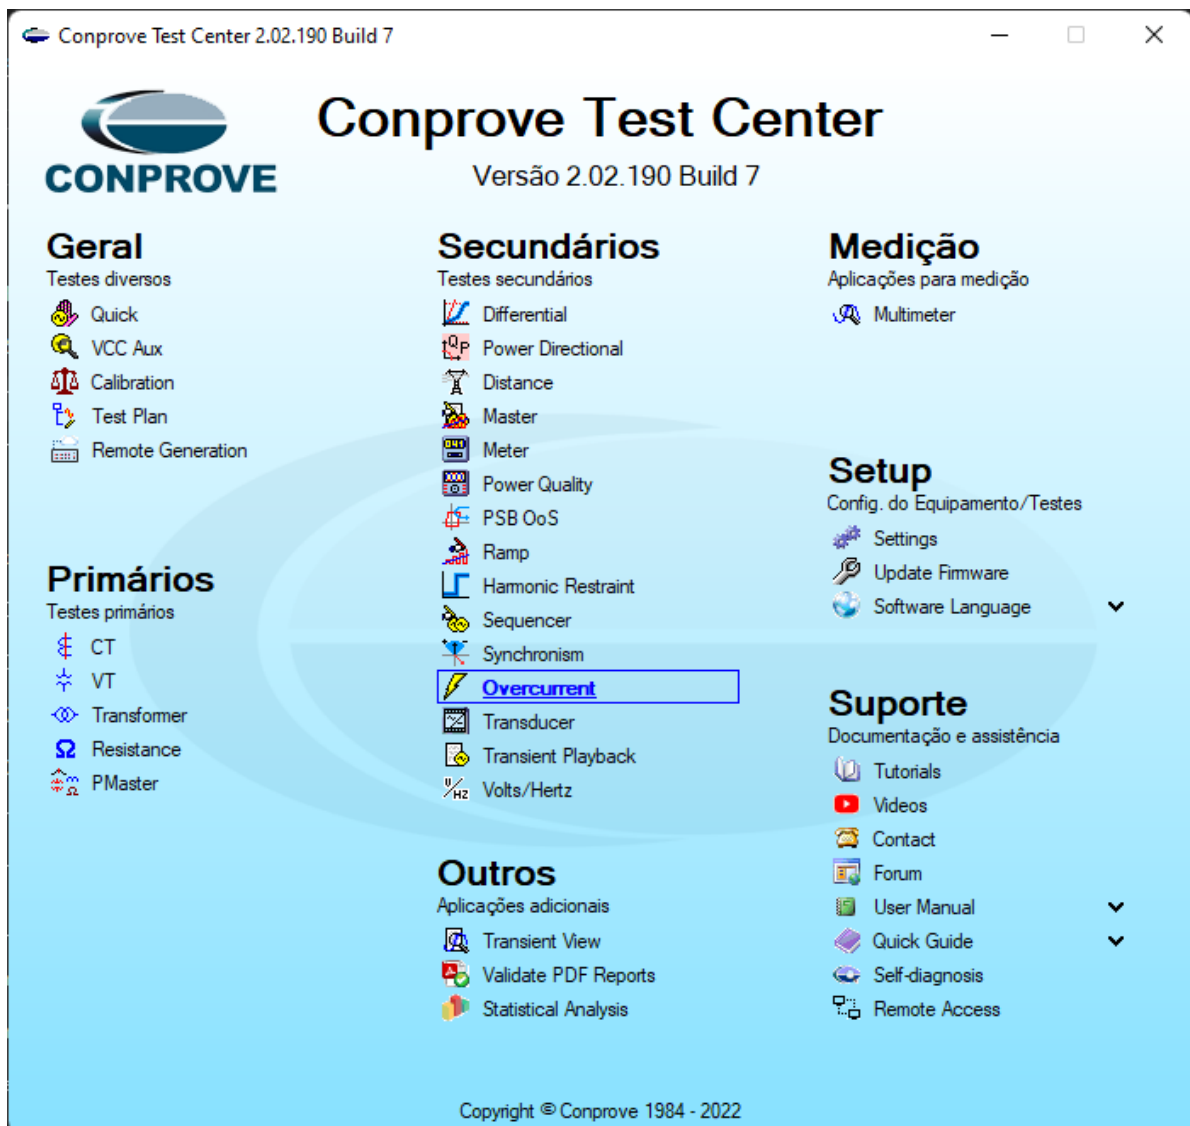 Conprove Test Center 2.02.190 Build 7
CONPROVE
Conprove Test Center
Versão 2.02.190 Build 7
Geral
Testes diversos
Quick
VCC Aux
Calibration
Test Plan
Remote Generation
Primários
Testes primários
CT
VT
Transformer
Resistance
PMaster
Secundários
Testes secundários
Differential
Power Directional
Distance
Master
Meter
Power Quality
PSB OoS
Ramp
Harmonic Restraint
Sequencer
Synchronism
Overcurrent
Transducer
Transient Playback
Volts/Hertz
Outros
Aplicações adicionais
Transient View
Validate PDF Reports
Statistical Analysis
Medição
Aplicações para medição
Multimeter
Setup
Config. do Equipamento/Testes
Settings
Update Firmware
Software Language
Suporte
Documentação e assistência
Tutorials
Videos
Contact
Forum
User Manual
Quick Guide
Self-diagnosis
Remote Access
Copyright © Conprove 1984 - 2022